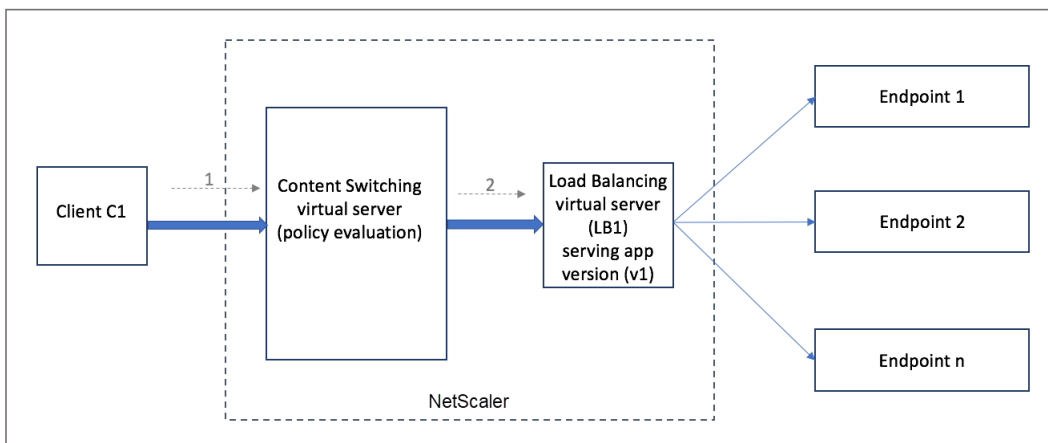 Client C1
1
Content Switching
virtual server
(policy evaluation)
2
Load Balancing
virtual server
(LB1)
serving app
version (v1)
Endpoint 1
Endpoint 2
Endpoint n
NetScaler